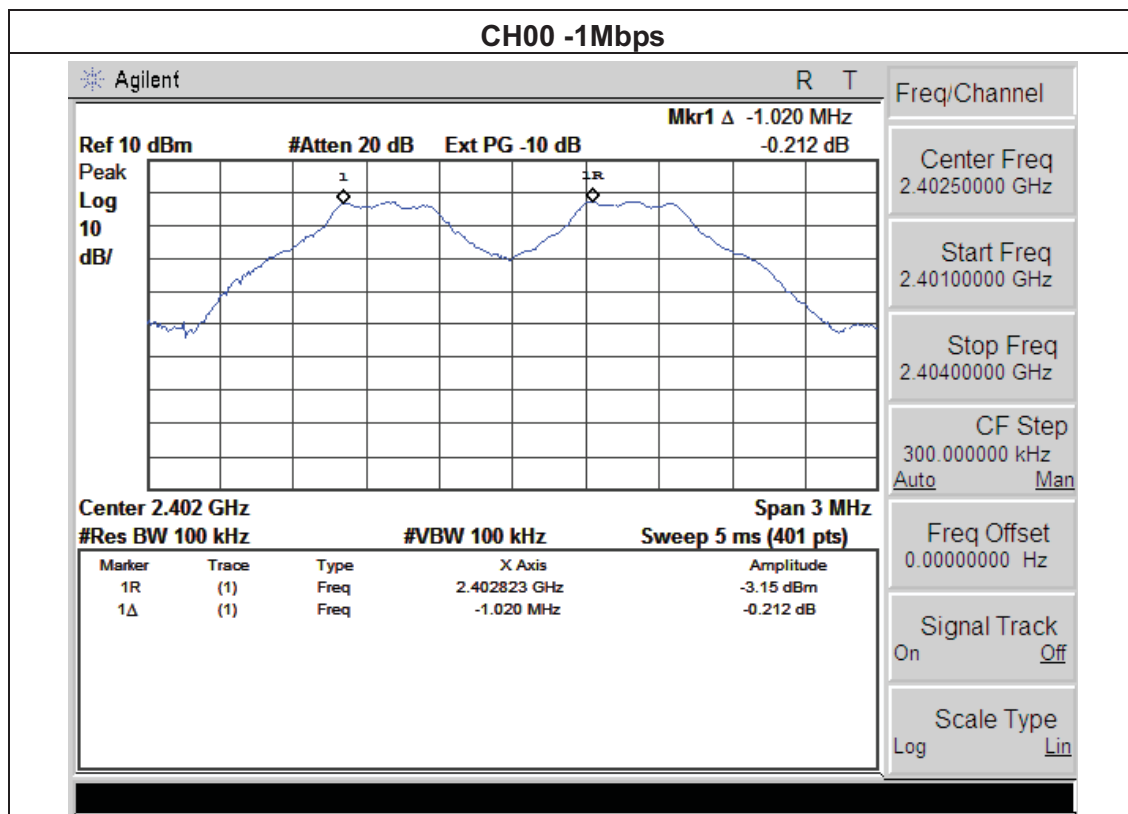 CH00 -1Mbps
Agilent R T
Mkr1 Δ -1.020 MHz
Ref 10 dBm #Atten 20 dB Ext PG -10 dB -0.212 dB
Peak
Log
10
dB/
1
1R
Center 2.402 GHz Span 3 MHz
#Res BW 100 kHz #VBW 100 kHz Sweep 5 ms (401 pts)
Marker Trace Type X Axis Amplitude
1R (1) Freq 2.402823 GHz -3.15 dBm
1Δ (1) Freq -1.020 MHz -0.212 dB
Freq/Channel
Center Freq
2.40250000 GHz
Start Freq
2.40100000 GHz
Stop Freq
2.40400000 GHz
CF Step
300.000000 kHz
Auto Man
Freq Offset
0.00000000 Hz
Signal Track
On Off
Scale Type
Log Lin